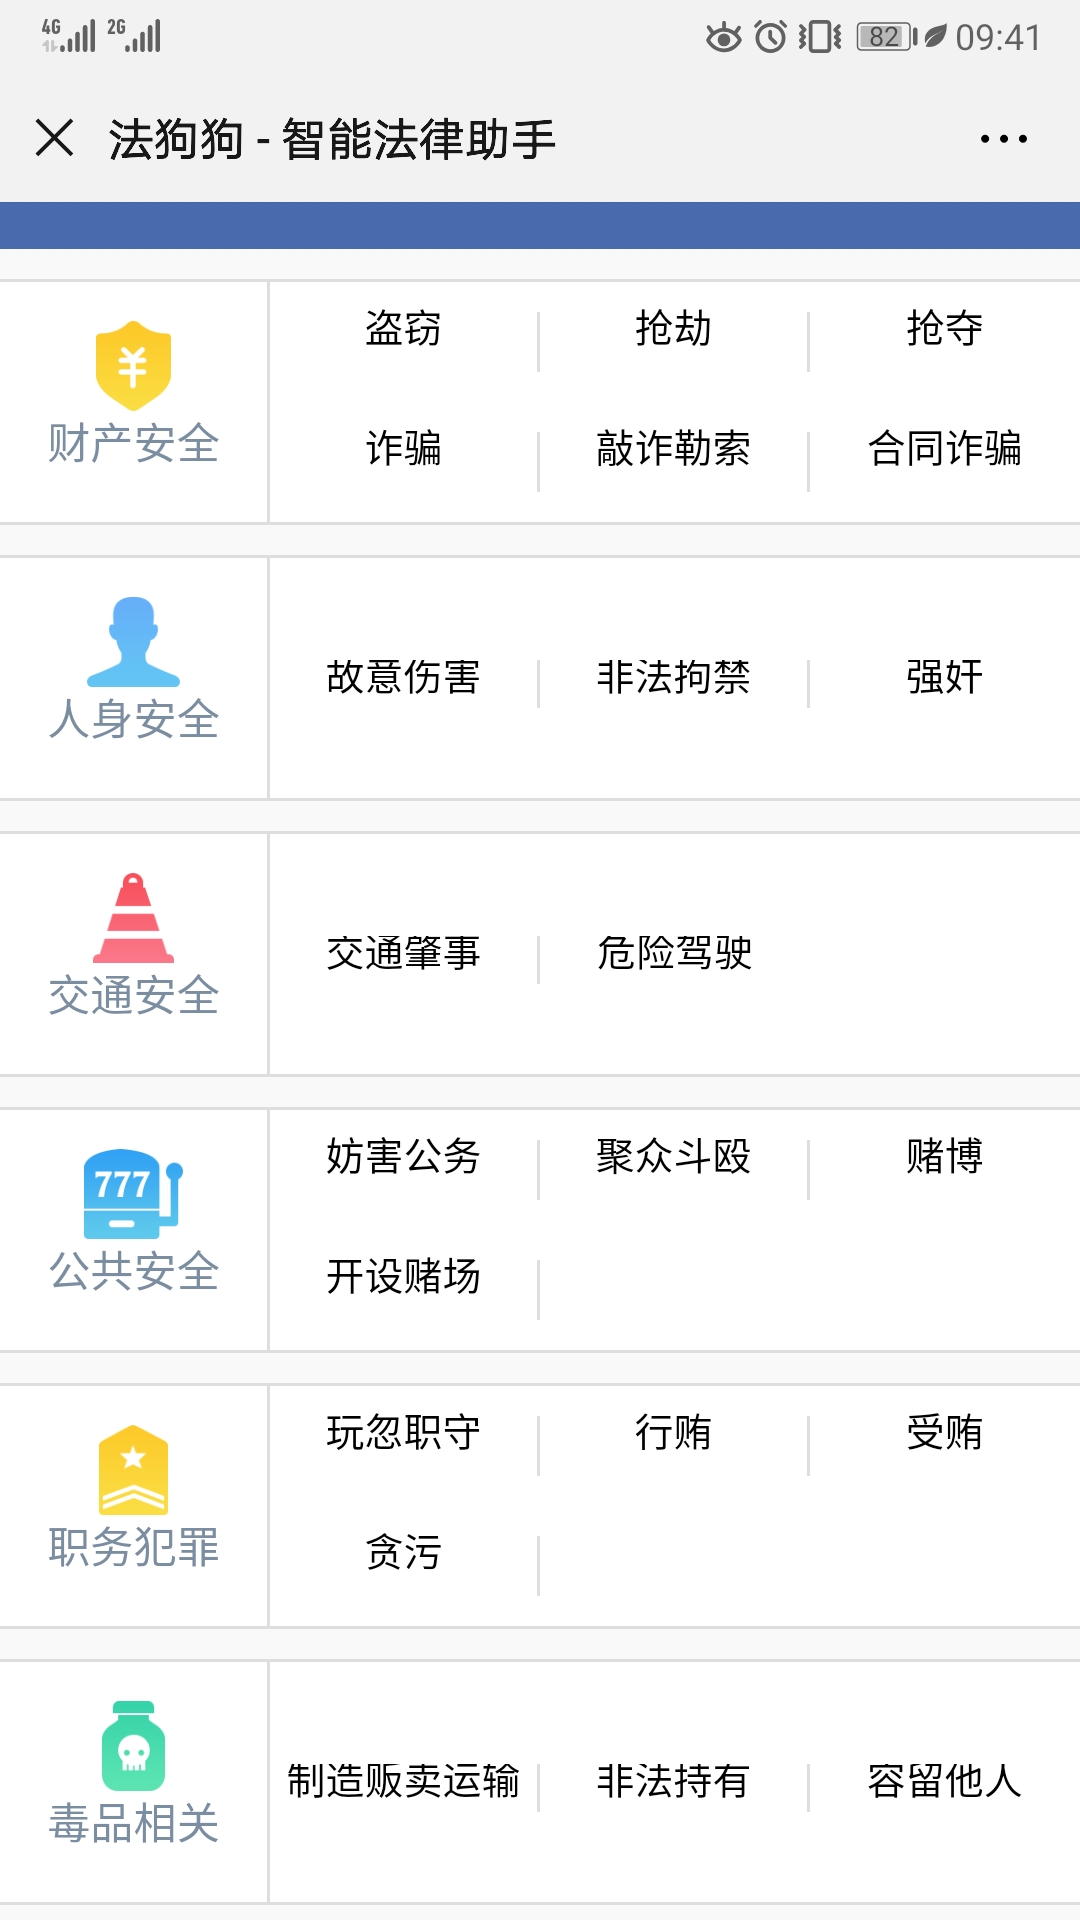 4G 2G 82 09:41
法狗狗 - 智能法律助手
盗窃 抢劫 抢夺
财产安全
诈骗 敲诈勒索 合同诈骗
故意伤害 非法拘禁 强奸
人身安全
交通肇事 危险驾驶
交通安全
妨害公务 聚众斗殴 赌博
777
公共安全
开设赌场
玩忽职守 行贿 受贿
职务犯罪
贪污
制造贩卖运输 非法持有 容留他人
毒品相关